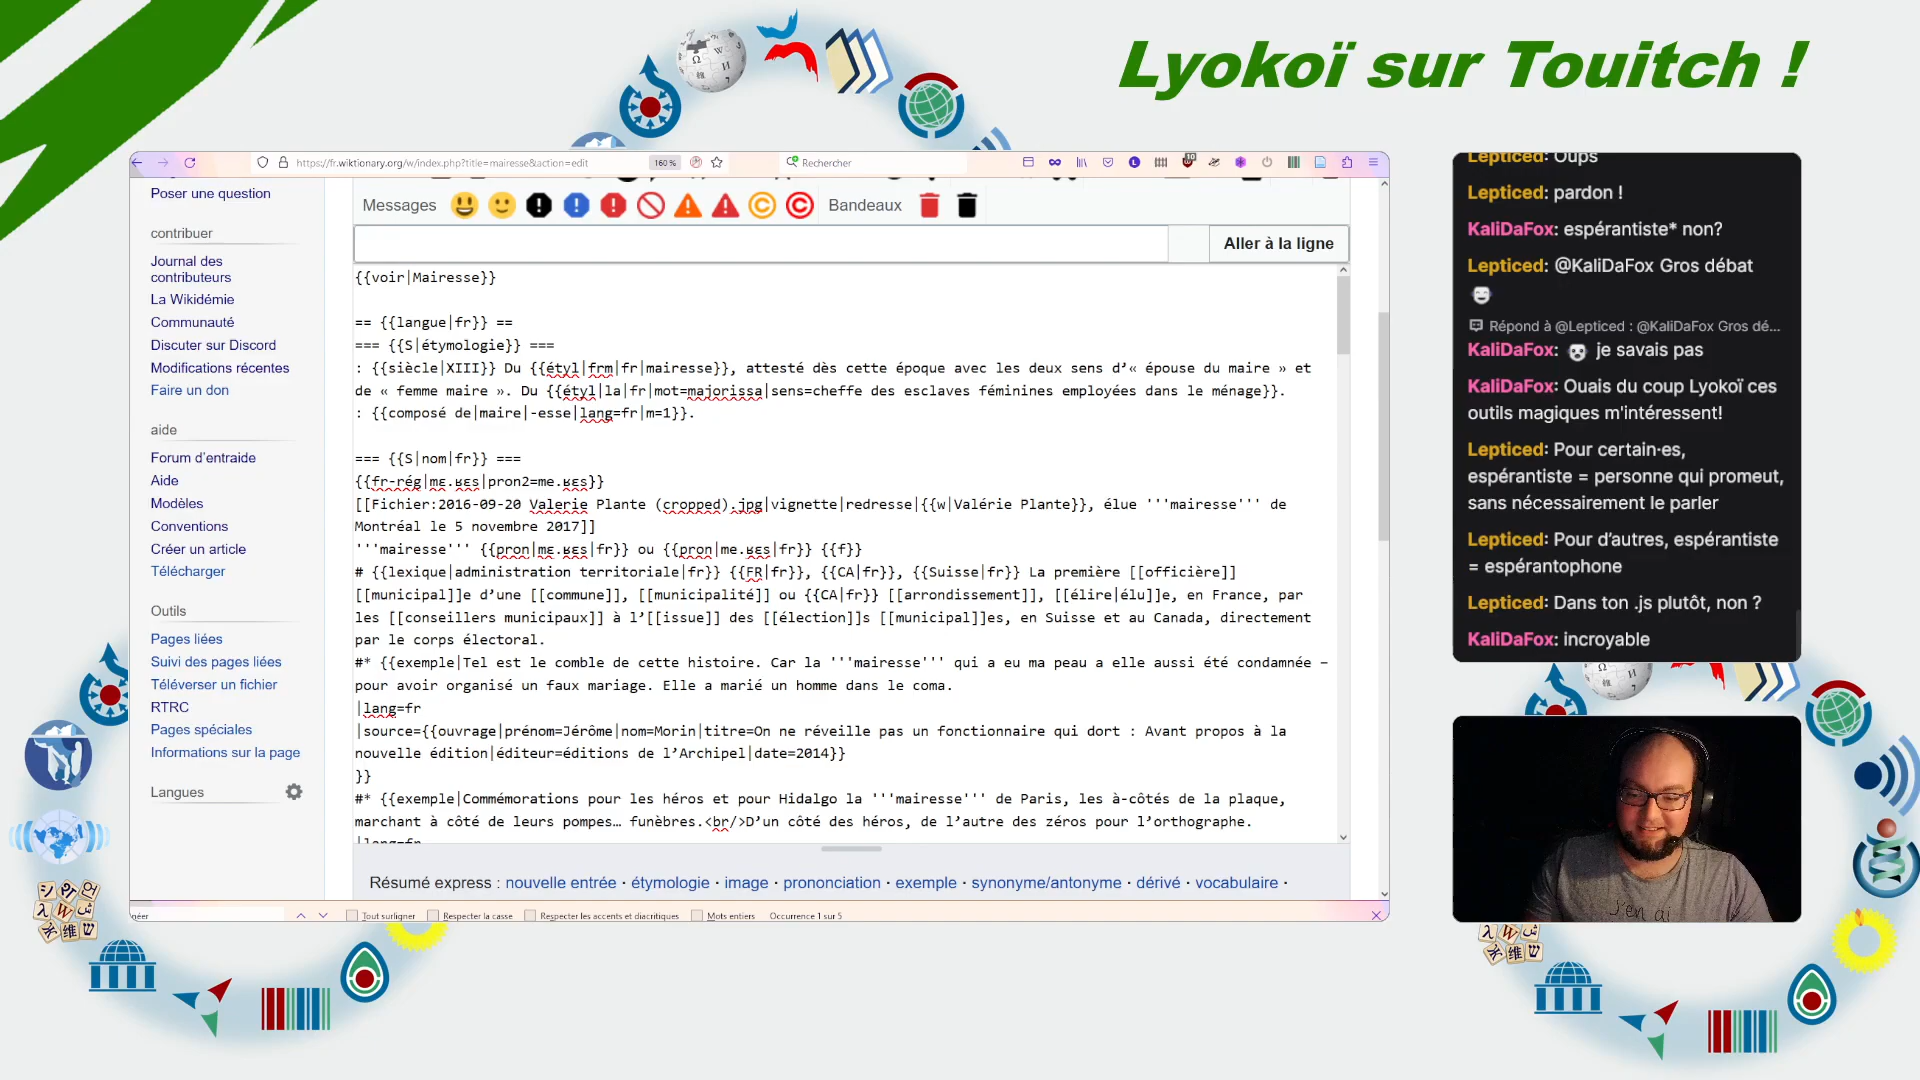 Lyokoï sur Touitch !
https://fr.wiktionary.org/w/index.php?title=mairesse&action=edit
160 %
Rechercher
Poser une question
contribuer
Journal des
contributeurs
La Wikidémie
Communauté
Discuter sur Discord
Modifications récentes
Faire un don
aide
Forum d’entraide
Aide
Modèles
Conventions
Créer un article
Télécharger
Outils
Pages liées
Suivi des pages liées
Téléverser un fichier
RTRC
Pages spéciales
Informations sur la page
Langues
Messages
Bandeaux
Aller à la ligne
{{voir|Mairesse}}
== {{langue|fr}} ==
=== {{S|étymologie}} ===
: {{siècle|XIII}} Du {{étyl|frm|fr|mairesse}}, attesté dès cette époque avec les deux sens d’« épouse du maire » et
de « femme maire ». Du {{étyl|la|fr|mot=majorissa|sens=cheffe des esclaves féminines employées dans le ménage}}.
: {{composé de|maire|-esse|lang=fr|m=1}}.
=== {{S|nom|fr}} ===
{{fr-rég|mɛ.ʁɛs|pron2=me.ʁɛs}}
[[Fichier:2016-09-20 Valerie Plante (cropped).jpg|vignette|redresse|{{w|Valérie Plante}}, élue '''mairesse''' de
Montréal le 5 novembre 2017]]
'''mairesse''' {{pron|mɛ.ʁɛs|fr}} ou {{pron|me.ʁɛs|fr}} {{f}}
# {{lexique|administration territoriale|fr}} {{FR|fr}}, {{CA|fr}}, {{Suisse|fr}} La première [[officière]]
[[municipal]]e d’une [[commune]], [[municipalité]] ou {{CA|fr}} [[arrondissement]], [[élire|élu]]e, en France, par
les [[conseillers municipaux]] à l’[[issue]] des [[élection]]s [[municipal]]es, en Suisse et au Canada, directement
par le corps électoral.
#* {{exemple|Tel est le comble de cette histoire. Car la '''mairesse''' qui a eu ma peau a elle aussi été condamnée –
pour avoir organisé un faux mariage. Elle a marié un homme dans le coma.
|lang=fr
|source={{ouvrage|prénom=Jérôme|nom=Morin|titre=On ne réveille pas un fonctionnaire qui dort : Avant propos à la
nouvelle édition|éditeur=éditions de l’Archipel|date=2014}}
}}
#* {{exemple|Commémorations pour les héros et pour Hidalgo la '''mairesse''' de Paris, les à-côtés de la plaque,
marchant à côté de leurs pompes… funèbres.<br/>D’un côté des héros, de l’autre des zéros pour l’orthographe.
|lang=fr
Résumé express : nouvelle entrée · étymologie · image · prononciation · exemple · synonyme/antonyme · dérivé · vocabulaire ·
néer
Tout surligner
Respecter la casse
Respecter les accents et diacritiques
Mots entiers
Occurrence 1 sur 5
Lepticed: Oups
Lepticed: pardon !
KaliDaFox: espérantiste* non?
Lepticed: @KaliDaFox Gros débat
Répond à @Lepticed : @KaliDaFox Gros dé...
KaliDaFox: je savais pas
KaliDaFox: Ouais du coup Lyokoï ces
outils magiques m'intéressent!
Lepticed: Pour certain·es,
espérantiste = personne qui promeut,
sans nécessairement le parler
Lepticed: Pour d’autres, espérantiste
= espérantophone
Lepticed: Dans ton .js plutôt, non ?
KaliDaFox: incroyable
J'en ai